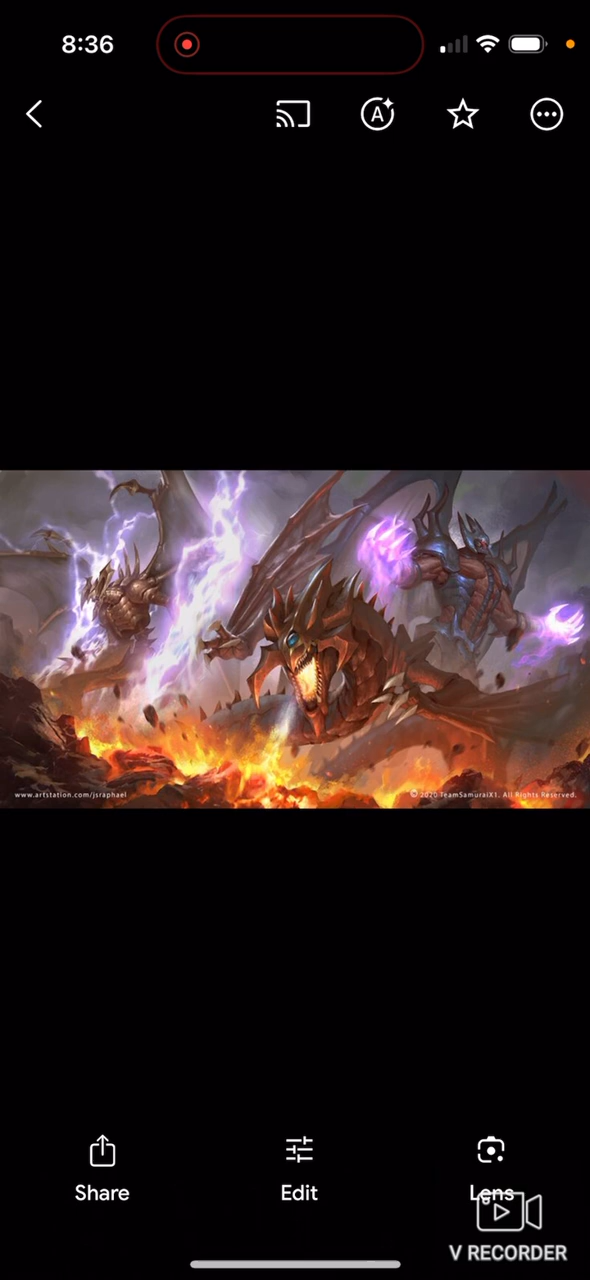 8:36
A
www.artstation.com/jsraphael
© 2020 TeamSamuraiX1. All Rights Reserved.
Share
Edit
Lens
V RECORDER